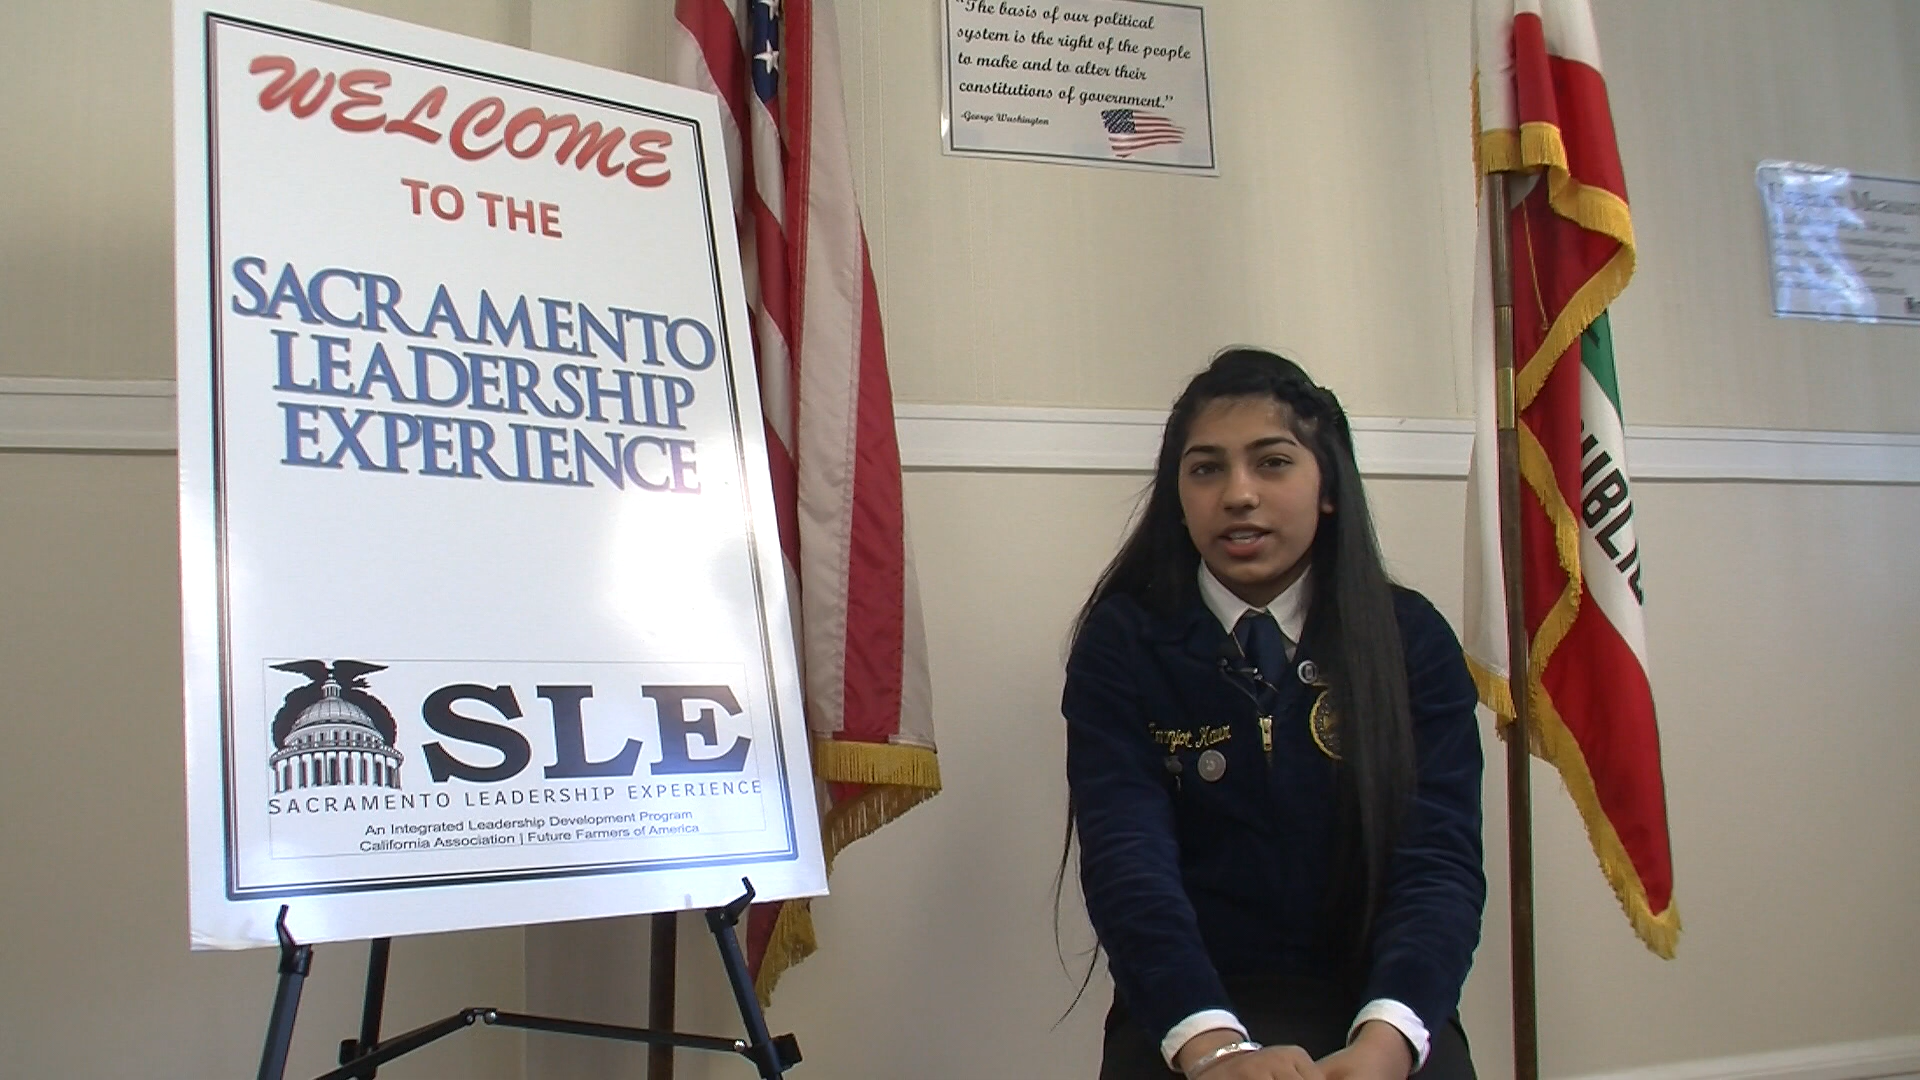 WELCOME
TO THE
SACRAMENTO
LEADERSHIP
EXPERIENCE
SLE
SACRAMENTO LEADERSHIP EXPERIENCE
An Integrated Leadership Development Program
California Association | Future Farmers of America
"The basis of our political
system is the right of the people
to make and to alter their
constitutions of government."
-George Washington
Kaur